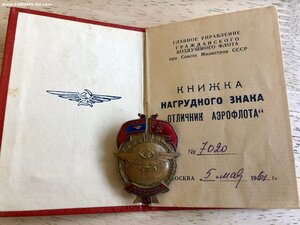 ГЛАВНОЕ УПРАВЛЕНИЕ
ГРАЖДАНСКОГО
ВОЗДУШНОГО ФЛОТА
при Совете Министров СССР
КНИЖКА
НАГРУДНОГО ЗНАКА
ОТЛИЧНИК АЭРОФЛОТА"
№ 7020
МОСКВА 5 мая 1961 г.